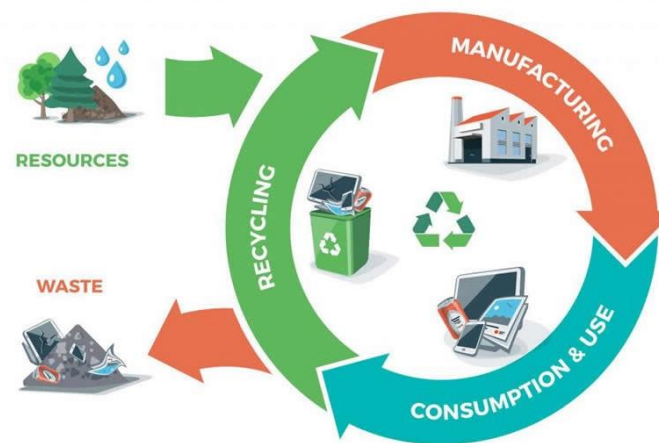 RESOURCES
MANUFACTURING
RECYCLING
WASTE
CONSUMPTION & USE